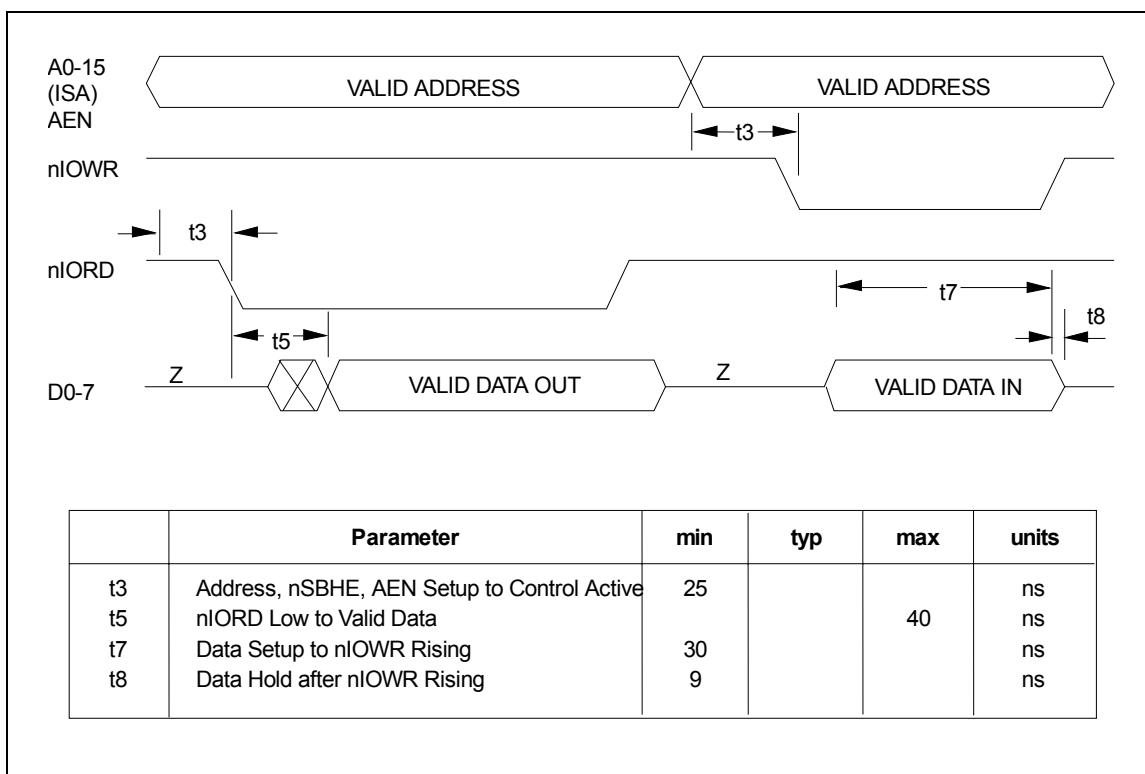 A0-15
(ISA)
AEN
VALID ADDRESS
VALID ADDRESS
t3
nIOWR
t3
nIORD
t7
t8
t5
D0-7
Z
VALID DATA OUT
Z
VALID DATA IN
Parameter min typ max units
t3 Address, nSBHE, AEN Setup to Control Active 25 ns
t5 nIORD Low to Valid Data 40 ns
t7 Data Setup to nIOWR Rising 30 ns
t8 Data Hold after nIOWR Rising 9 ns